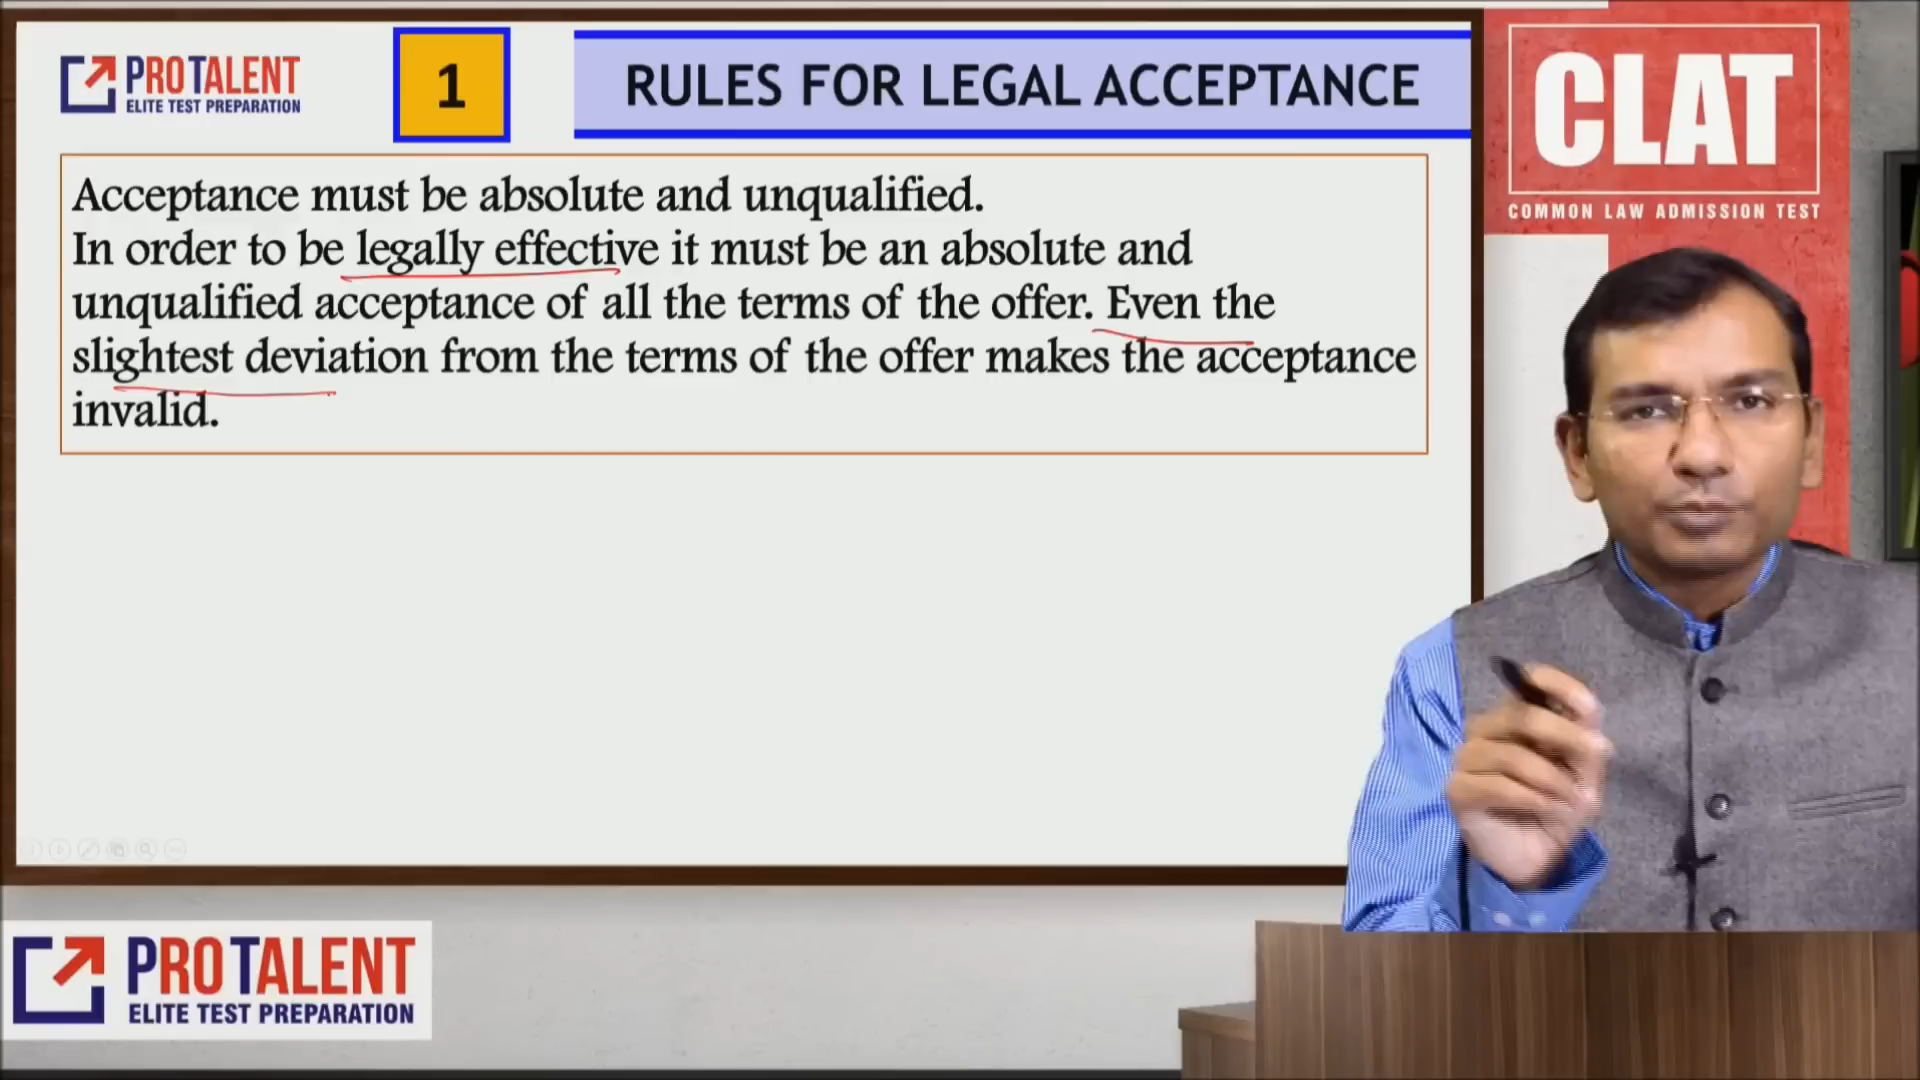 PROTALENT
ELITE TEST PREPARATION
1
RULES FOR LEGAL ACCEPTANCE
CLAT
COMMON LAW ADMISSION TEST
Acceptance must be absolute and unqualified.
In order to be legally effective it must be an absolute and
unqualified acceptance of all the terms of the offer. Even the
slightest deviation from the terms of the offer makes the acceptance
invalid.
PROTALENT
ELITE TEST PREPARATION